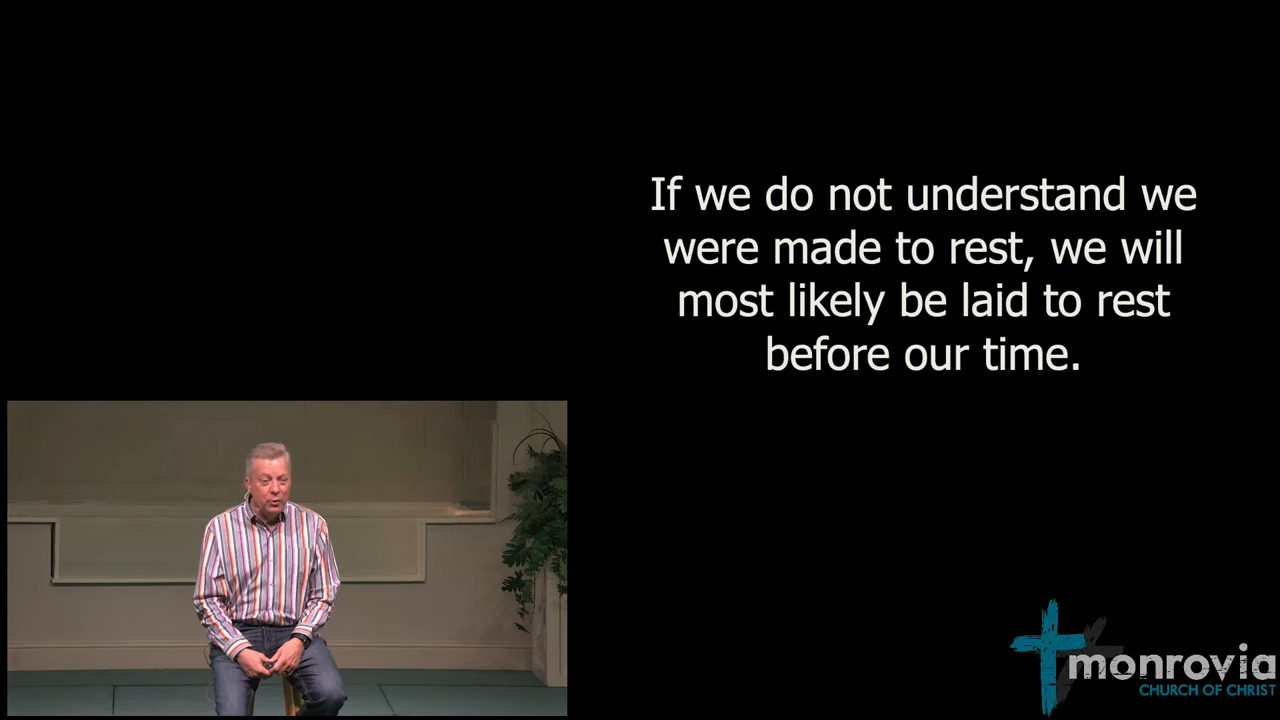 If we do not understand we
were made to rest, we will
most likely be laid to rest
before our time.
monrovia
CHURCH OF CHRIST